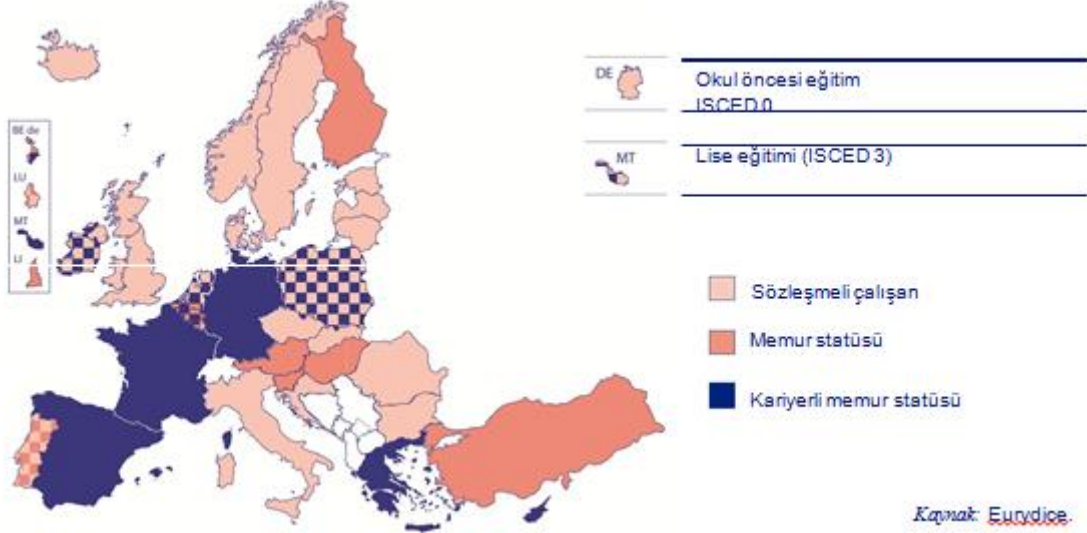 BE de
LU
MT
LI
DE
Okul öncesi eğitim
ISCED 0
MT
Lise eğitimi (ISCED 3)
Sözleşmeli çalışan
Memur statüsü
Kariyerli memur statüsü
Kaynak: Eurydice.